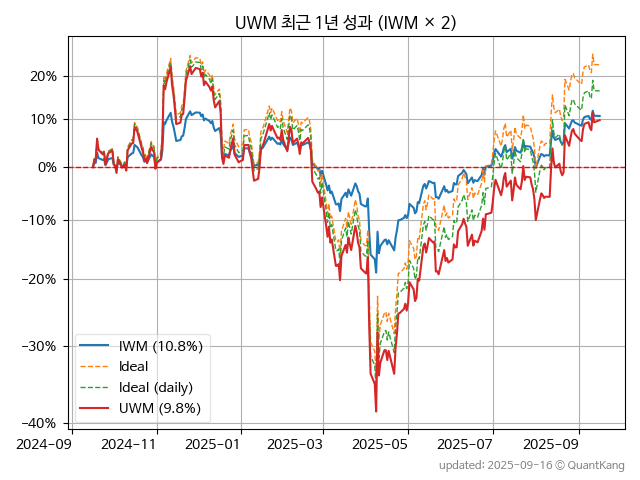 UWM 최근 1년 성과 (IWM × 2)
20%
10%
0%
−10%
−20%
−30%
−40%
IWM (10.8%)
Ideal
Ideal (daily)
UWM (9.8%)
2024-09
2024-11
2025-01
2025-03
2025-05
2025-07
2025-09
updated: 2025-09-16 © QuantKang